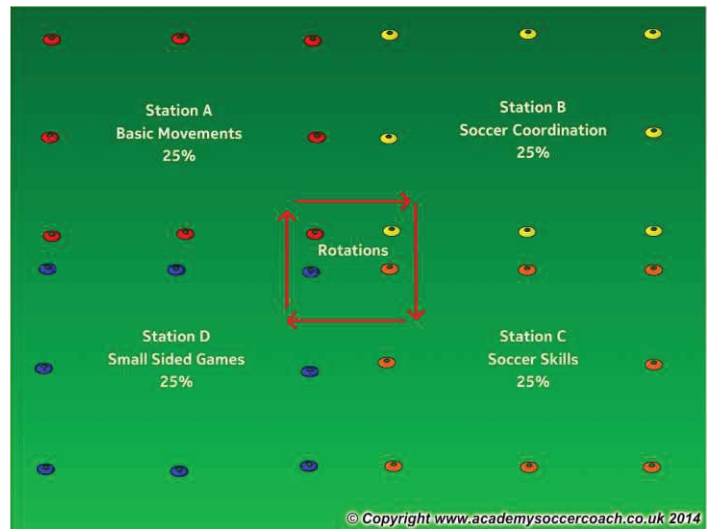 Station A
Basic Movements
25%
Station B
Soccer Coordination
25%
Rotations
Station D
Small Sided Games
25%
Station C
Soccer Skills
25%
© Copyright www.academysoccercoach.co.uk 2014